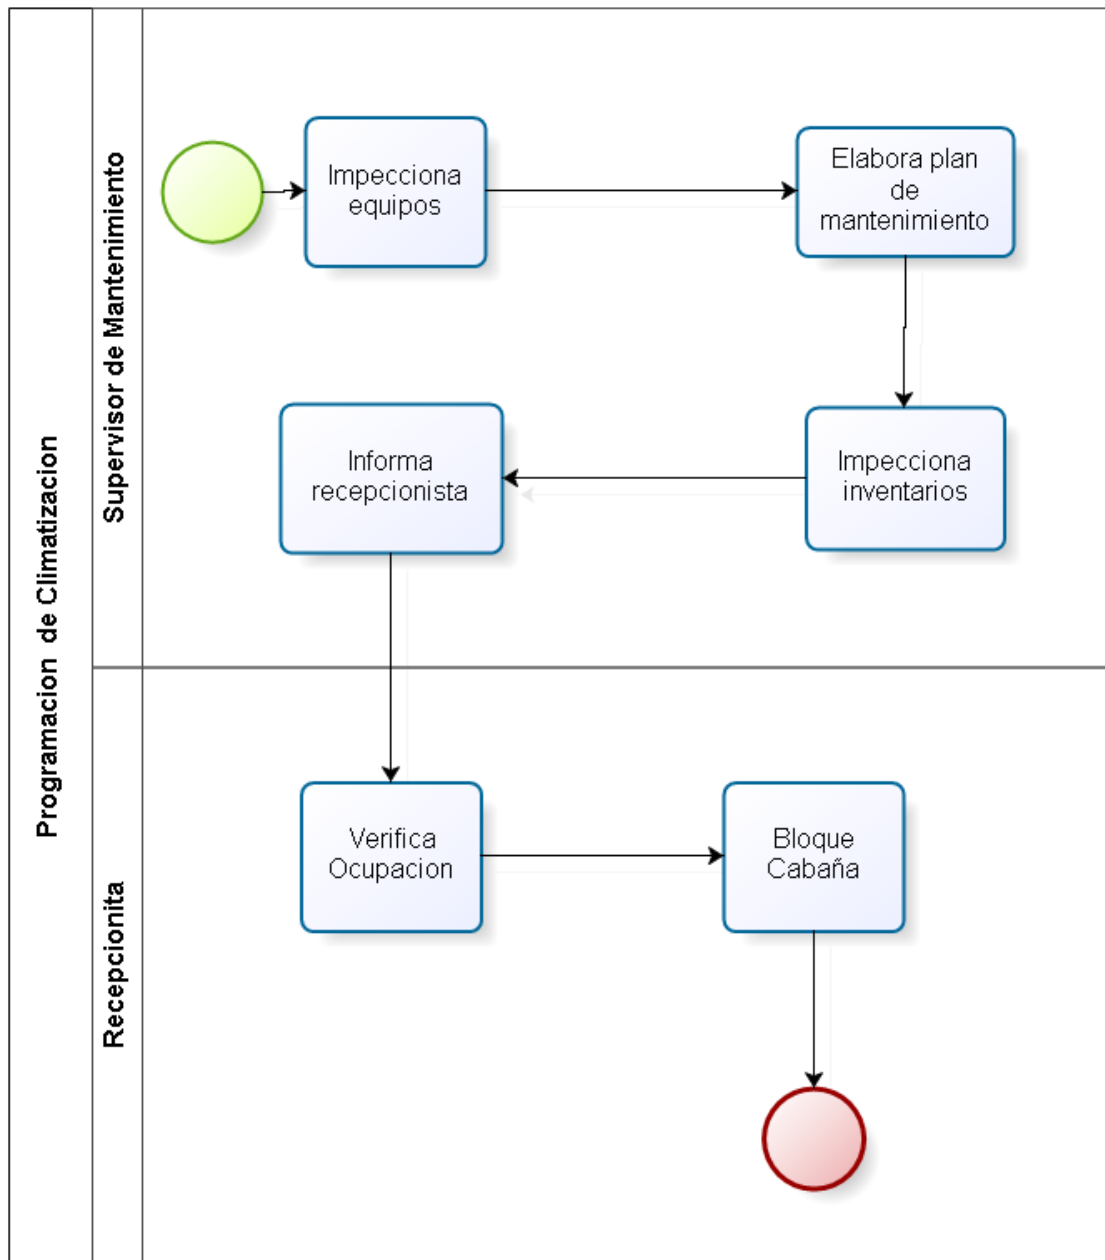 Programacion de Climatizacion
Supervisor de Mantenimiento
Impecciona
equipos
Elabora plan
de
mantenimiento
Impecciona
inventarios
Informa
recepcionista
Recepcionita
Verifica
Ocupacion
Bloque
Cabaña